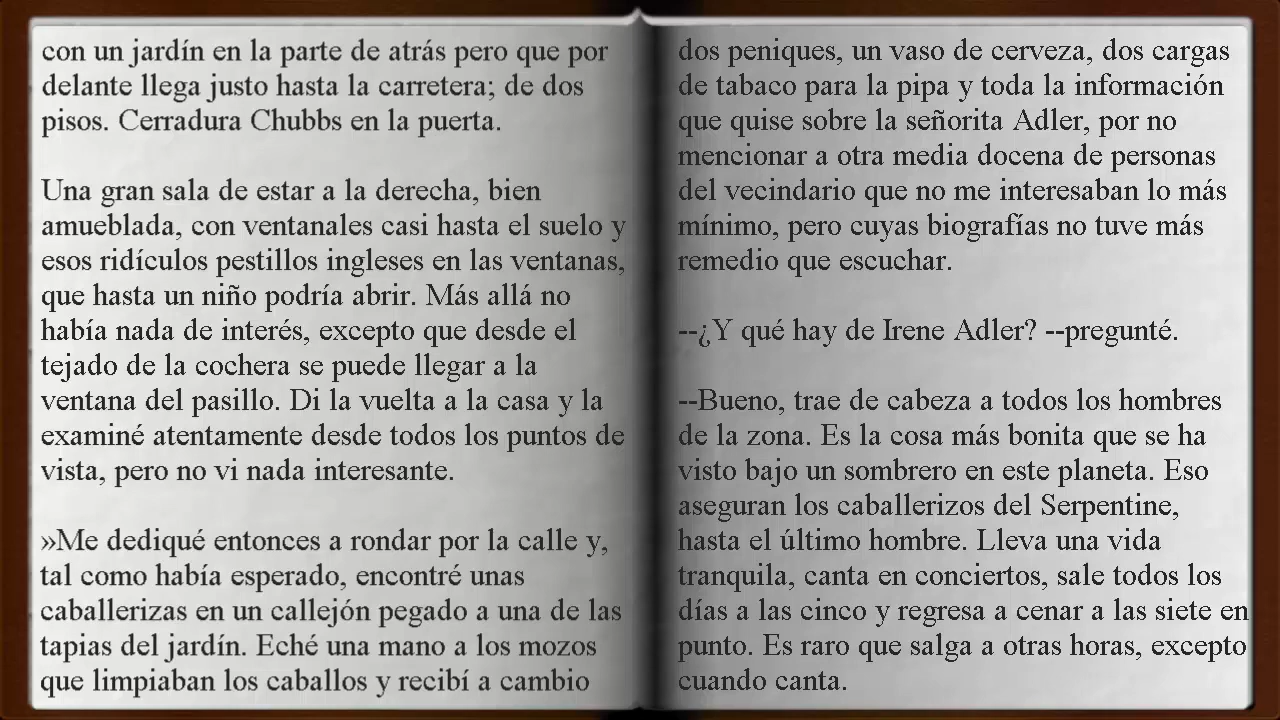 con un jardín en la parte de atrás pero que por
delante llega justo hasta la carretera; de dos
pisos. Cerradura Chubbs en la puerta.
Una gran sala de estar a la derecha, bien
amueblada, con ventanales casi hasta el suelo y
esos ridículos pestillos ingleses en las ventanas,
que hasta un niño podría abrir. Más allá no
había nada de interés, excepto que desde el
tejado de la cochera se puede llegar a la
ventana del pasillo. Di la vuelta a la casa y la
examiné atentamente desde todos los puntos de
vista, pero no vi nada interesante.
»Me dediqué entonces a rondar por la calle y,
tal como había esperado, encontré unas
caballerizas en un callejón pegado a una de las
tapias del jardín. Eché una mano a los mozos
que limpiaban los caballos y recibí a cambio
dos peniques, un vaso de cerveza, dos cargas
de tabaco para la pipa y toda la información
que quise sobre la señorita Adler, por no
mencionar a otra media docena de personas
del vecindario que no me interesaban lo más
mínimo, pero cuyas biografías no tuve más
remedio que escuchar.
--¿Y qué hay de Irene Adler? --pregunté.
--Bueno, trae de cabeza a todos los hombres
de la zona. Es la cosa más bonita que se ha
visto bajo un sombrero en este planeta. Eso
aseguran los caballerizos del Serpentine,
hasta el último hombre. Lleva una vida
tranquila, canta en conciertos, sale todos los
días a las cinco y regresa a cenar a las siete en
punto. Es raro que salga a otras horas, excepto
cuando canta.